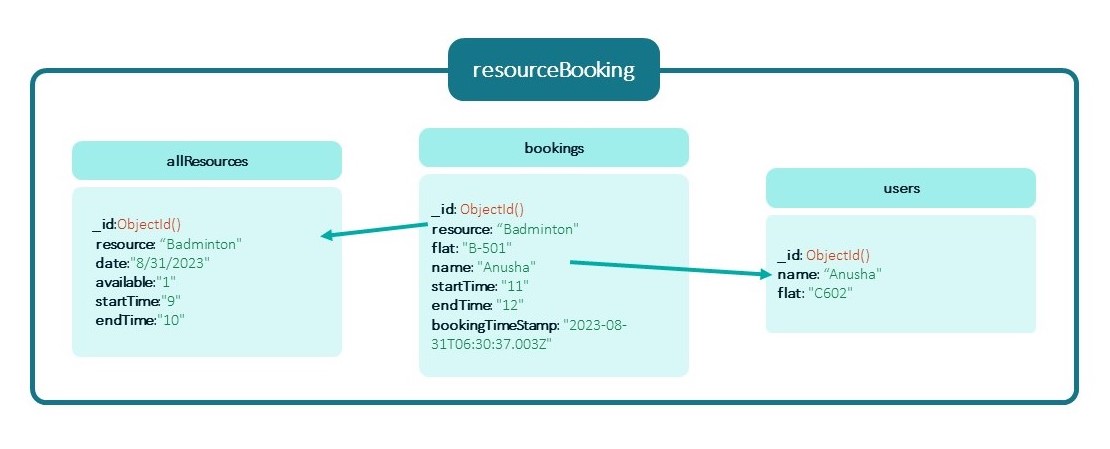 resourceBooking
allResources
_id:ObjectId()
resource: “Badminton"
date:"8/31/2023"
available:"1"
startTime:"9"
endTime:"10"
bookings
_id: ObjectId()
resource: “Badminton"
flat: "B-501"
name: "Anusha"
startTime: "11"
endTime: "12"
bookingTimeStamp: "2023-08-
31T06:30:37.003Z"
users
_id: ObjectId()
name: “Anusha"
flat: "C602"